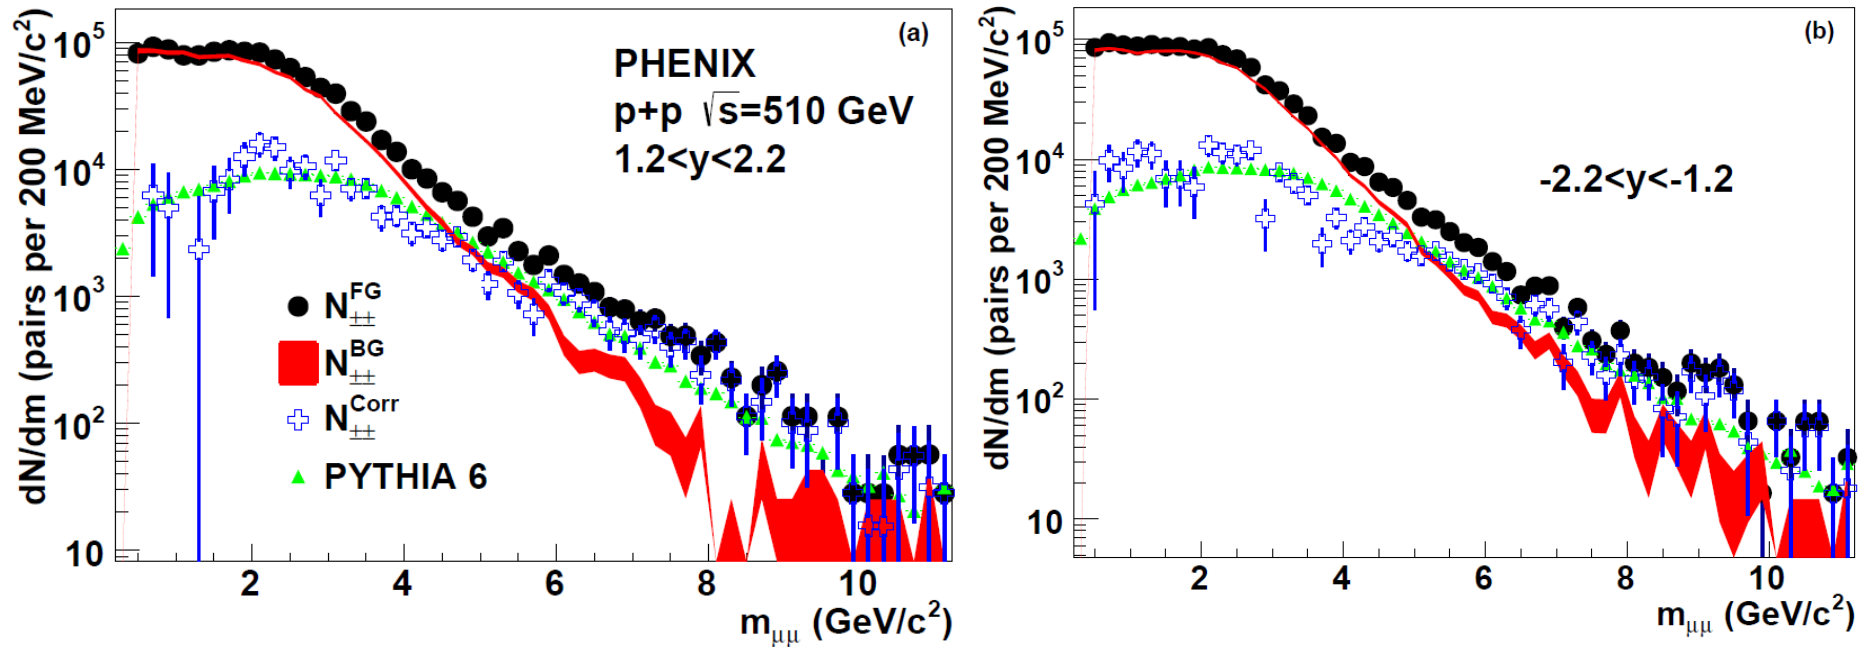 (a)
PHENIX
p+p √s=510 GeV
1.2<y<2.2
N^FG_±±
N^BG_±±
N^Corr_±±
PYTHIA 6
dN/dm (pairs per 200 MeV/c²)
10⁵
10⁴
10³
10²
10
2 4 6 8 10
m_μμ (GeV/c²)
(b)
-2.2<y<-1.2
dN/dm (pairs per 200 MeV/c²)
10⁵
10⁴
10³
10²
10
2 4 6 8 10
m_μμ (GeV/c²)